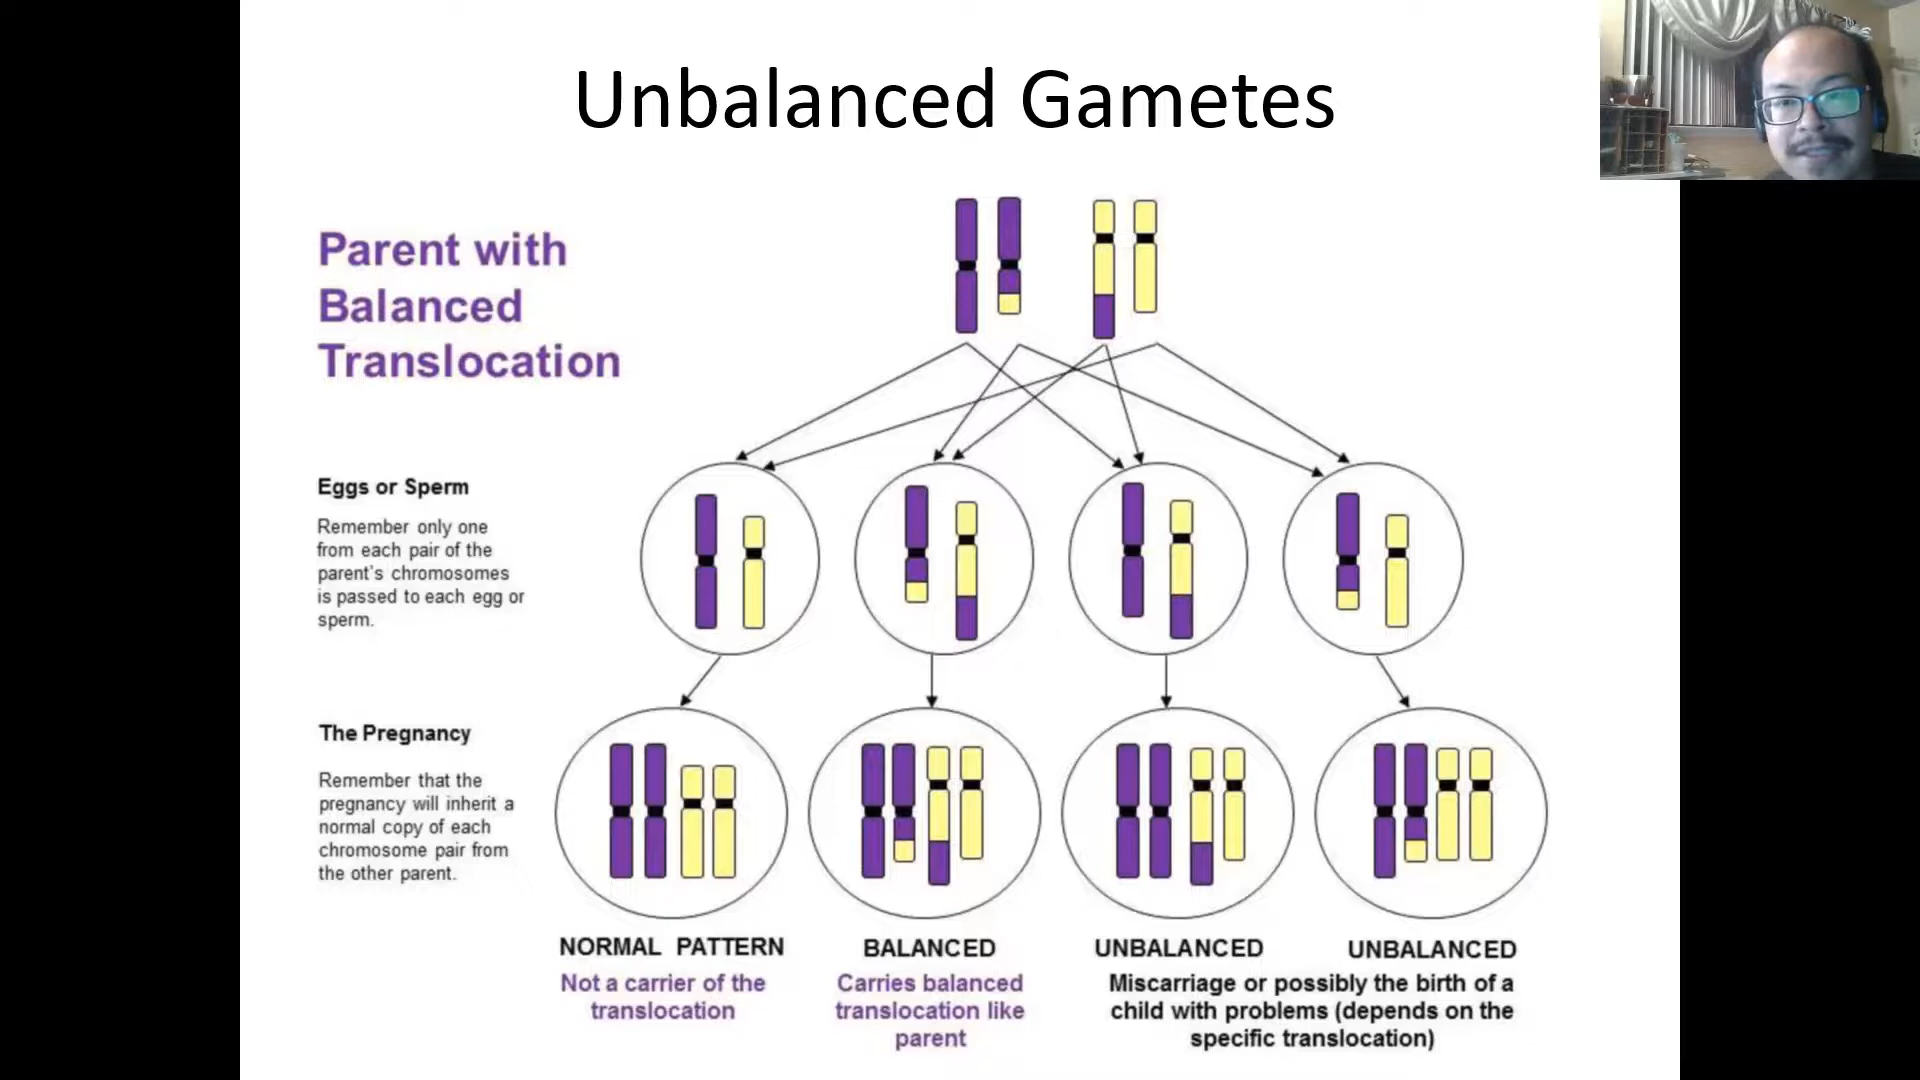 Unbalanced Gametes
Parent with
Balanced
Translocation
Eggs or Sperm
Remember only one
from each pair of the
parent's chromosomes
is passed to each egg or
sperm.
The Pregnancy
Remember that the
pregnancy will inherit a
normal copy of each
chromosome pair from
the other parent.
NORMAL PATTERN
Not a carrier of the
translocation
BALANCED
Carries balanced
translocation like
parent
UNBALANCED
UNBALANCED
Miscarriage or possibly the birth of a
child with problems (depends on the
specific translocation)